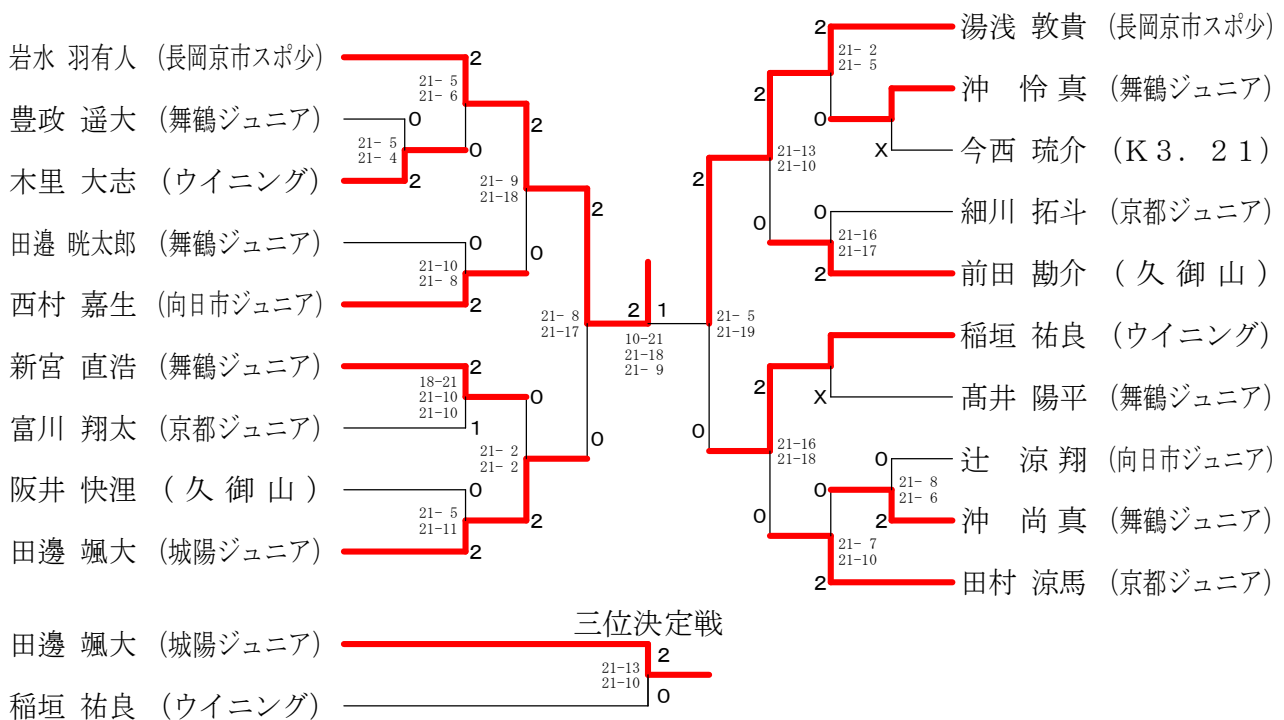 岩水 羽有人 (長岡京市スポ少)
2
21- 5
21- 6
豊政 遥大 (舞鶴ジュニア)
0
21- 5
21- 4
0
木里 大志 (ウイニング)
2
2
21- 9
21-18
田邉 晄太郎 (舞鶴ジュニア)
0
21-10
21- 8
0
西村 嘉生 (向日市ジュニア)
2
2
21- 8
21-17
新宮 直浩 (舞鶴ジュニア)
2
18-21
21-10
21-10
0
富川 翔太 (京都ジュニア)
1
21- 2
21- 2
0
阪井 快浬 (久御山)
0
21- 5
21-11
2
田邊 颯大 (城陽ジュニア)
2
2 1
10-21
21-18
21- 9
2
湯浅 敦貴 (長岡京市スポ少)
21- 2
21- 5
2
沖 怜真 (舞鶴ジュニア)
0
X
今西 琉介 (K3.21)
21-13
21-10
2
0
細川 拓斗 (京都ジュニア)
0
21-16
21-17
2
前田 勘介 (久御山)
21- 5
21-19
稲垣 祐良 (ウイニング)
2
X
髙井 陽平 (舞鶴ジュニア)
0
21-16
21-18
0
辻 涼翔 (向日市ジュニア)
21- 8
21- 6
0
2
沖 尚真 (舞鶴ジュニア)
0
21- 7
21-10
2
田村 涼馬 (京都ジュニア)
三位決定戦
田邊 颯大 (城陽ジュニア)
2
21-13
21-10
0
稲垣 祐良 (ウイニング)